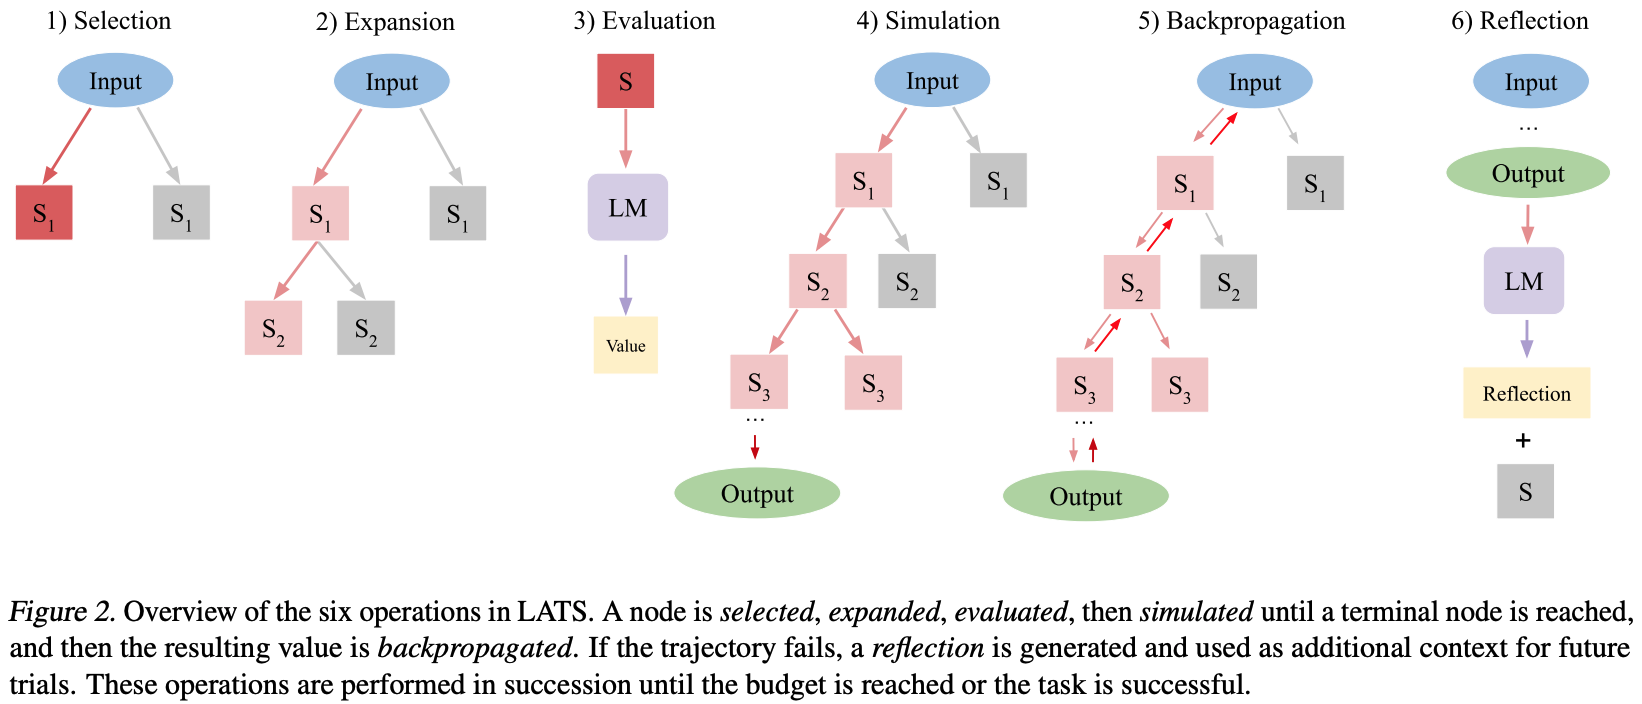 1) Selection
Input
S1
S1
2) Expansion
Input
S1
S1
S2
S2
3) Evaluation
S
LM
Value
4) Simulation
Input
S1
S1
S2
S2
S3
S3
...
Output
5) Backpropagation
Input
S1
S1
S2
S2
S3
S3
...
Output
6) Reflection
Input
...
Output
LM
Reflection
+
S
Figure 2. Overview of the six operations in LATS. A node is selected, expanded, evaluated, then simulated until a terminal node is reached,
and then the resulting value is backpropagated. If the trajectory fails, a reflection is generated and used as additional context for future
trials. These operations are performed in succession until the budget is reached or the task is successful.